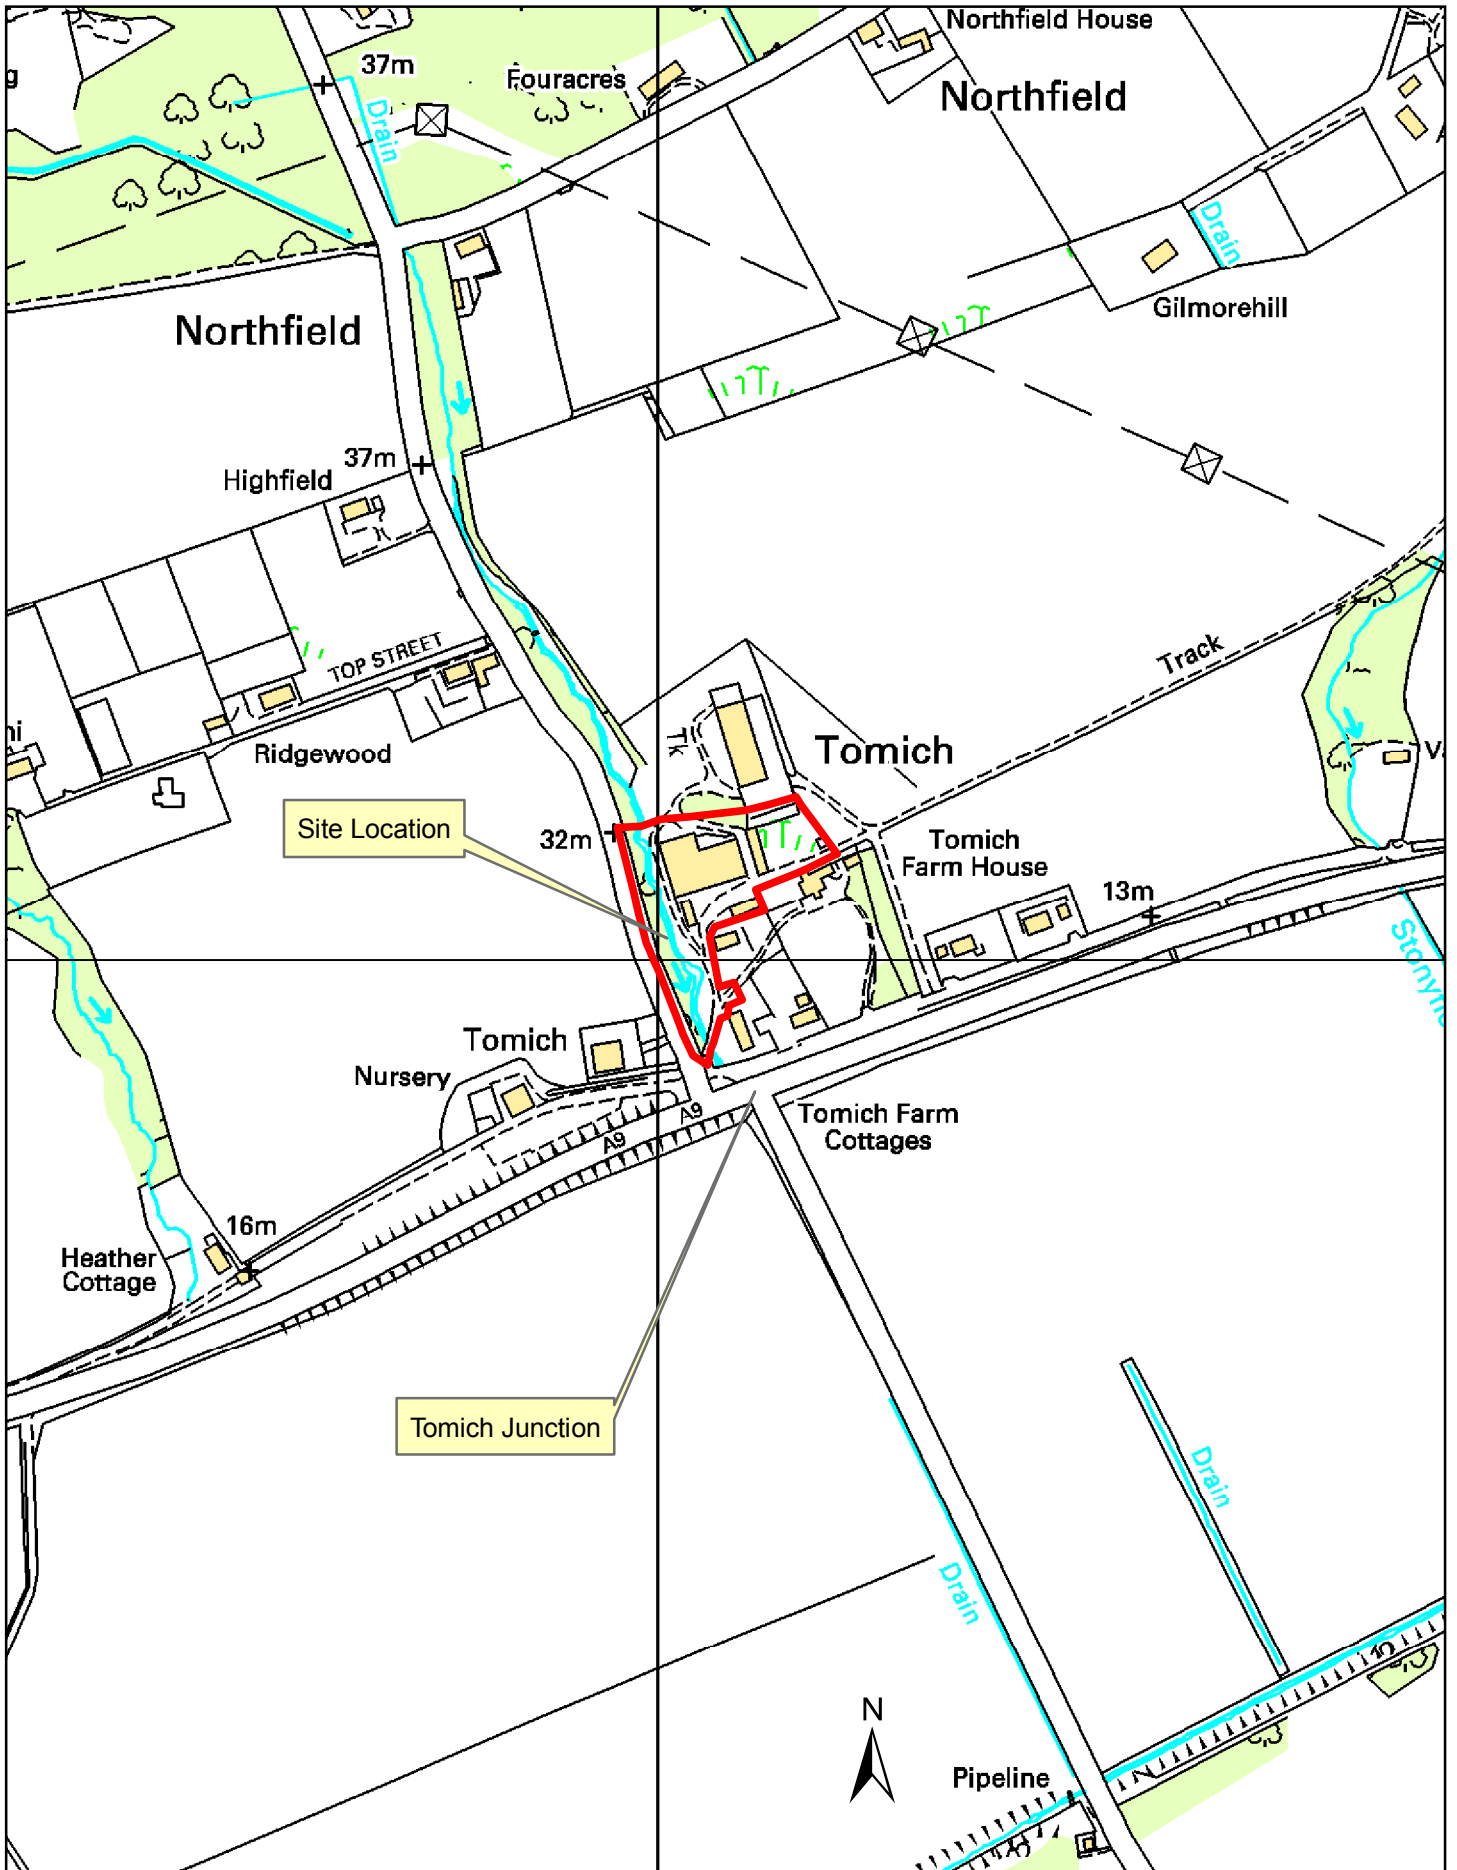 Northfield House
37m
Fouracres
Northfield
Drain
Drain
Gilmorehill
Northfield
37m
Highfield
TOP STREET
Track
Ridgewood
Tk
Tomich
Site Location
32m
Tomich
Farm House
13m
Tomich
Nursery
A9
A9
Tomich Farm
Cottages
16m
Heather
Cottage
Tomich Junction
Drain
Drain
N
Pipeline